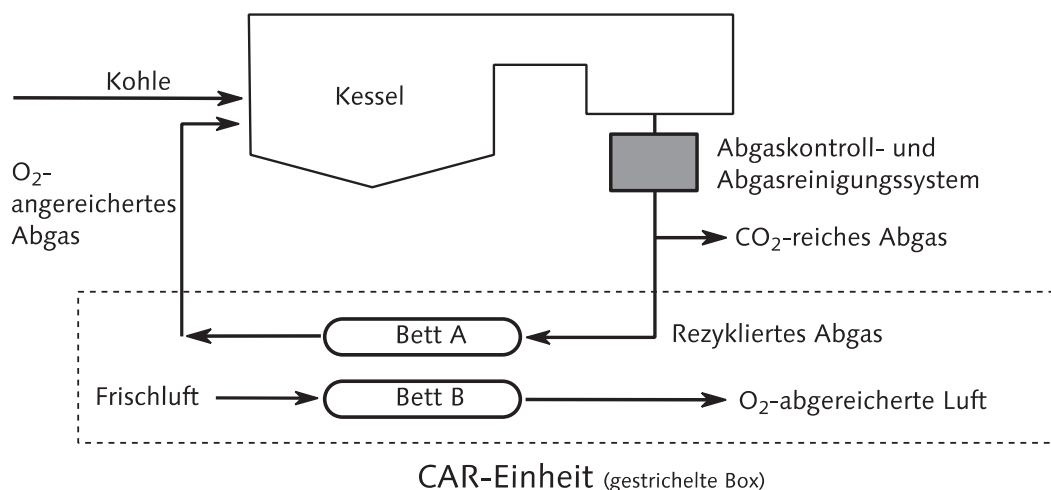 Kohle
Kessel
Abgaskontroll- und
Abgasreinigungssystem
O₂-
angereichertes
Abgas
CO₂-reiches Abgas
Bett A
Rezykliertes Abgas
Frischluft
Bett B
O₂-abgereicherte Luft
CAR-Einheit (gestrichelte Box)